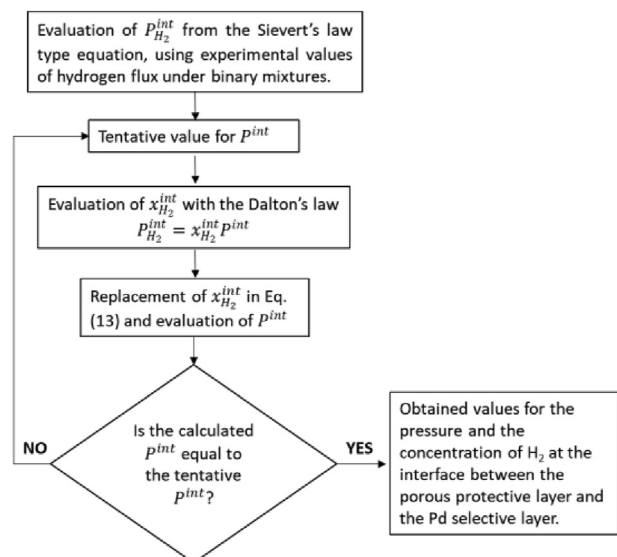 Evaluation of $P_{H_2}^{int}$ from the Sievert's law
type equation, using experimental values
of hydrogen flux under binary mixtures.
Tentative value for $P^{int}$
Evaluation of $x_{H_2}^{int}$ with the Dalton's law
$P_{H_2}^{int} = x_{H_2}^{int} P^{int}$
Replacement of $x_{H_2}^{int}$ in Eq.
(13) and evaluation of $P^{int}$
NO
Is the calculated
$P^{int}$ equal to
the tentative
$P^{int}$?
YES
Obtained values for the
pressure and the
concentration of H₂ at the
interface between the
porous protective layer and
the Pd selective layer.